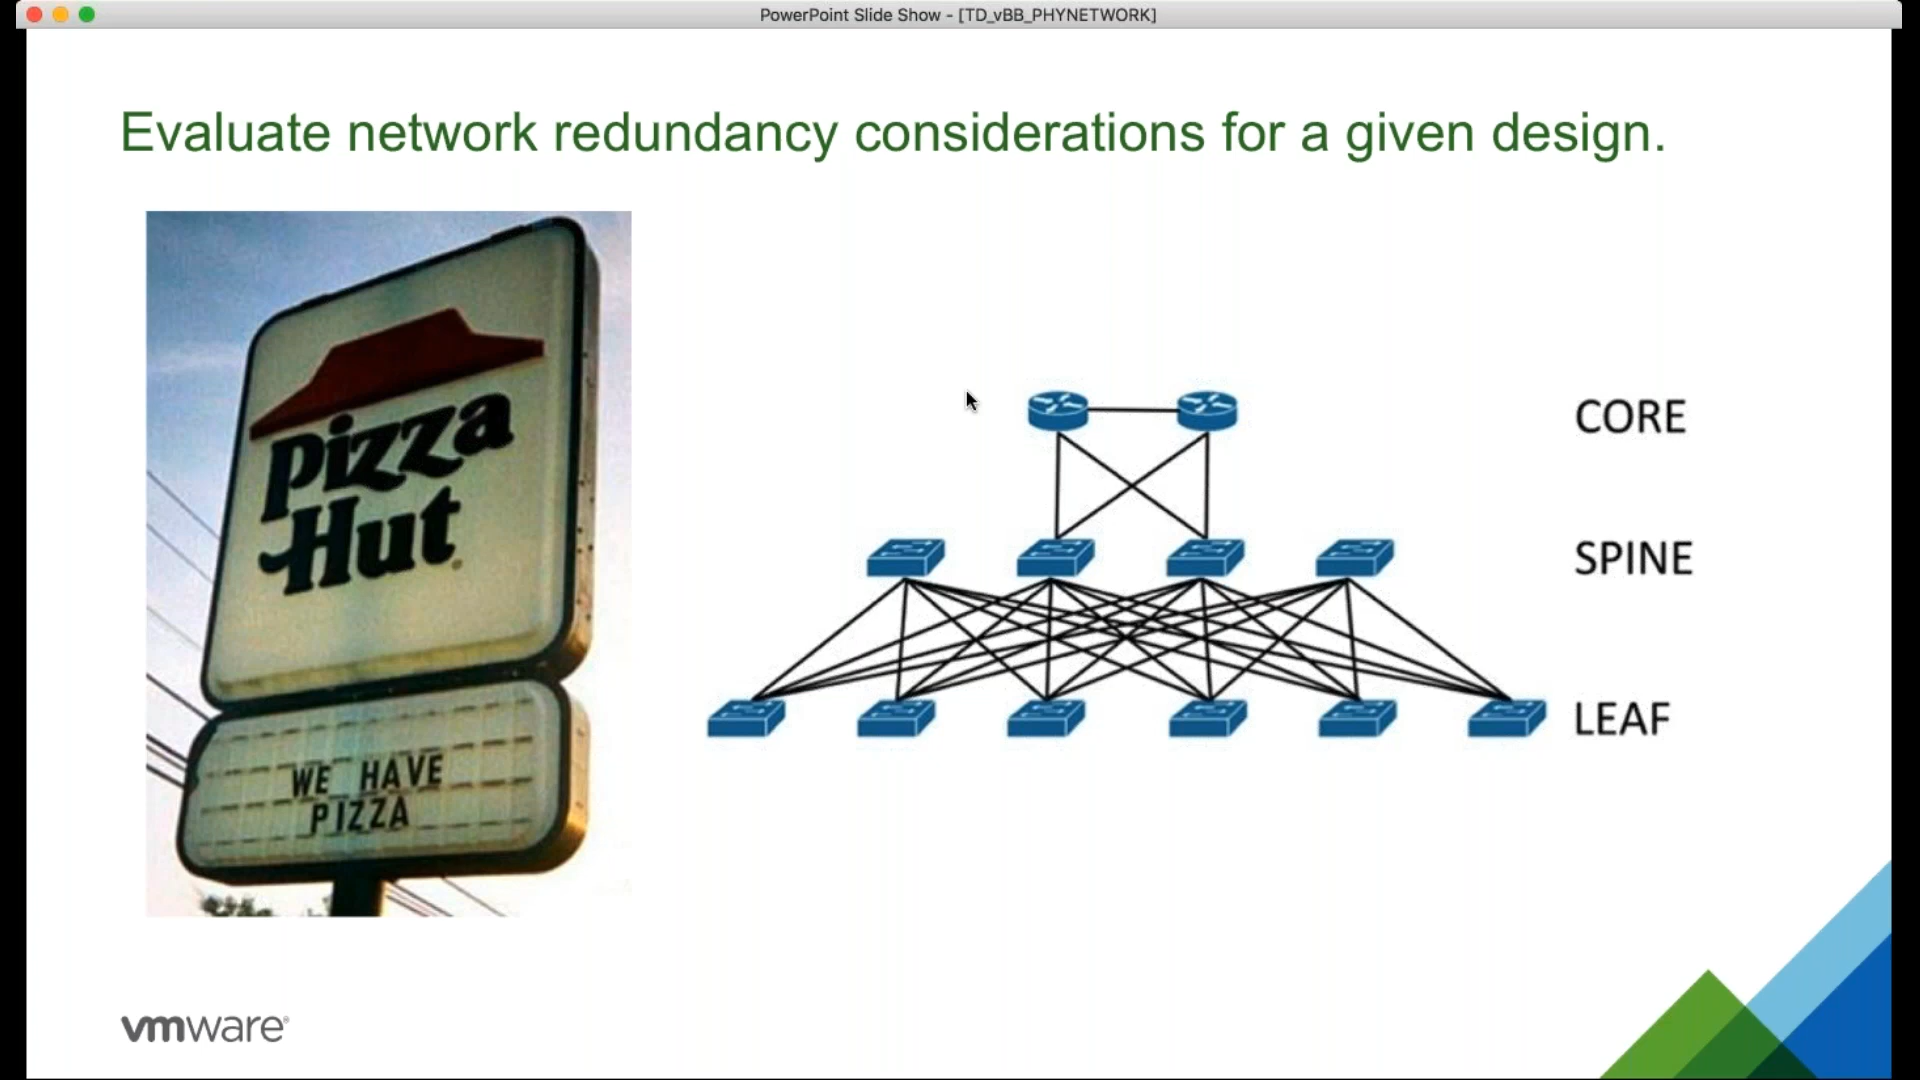 PowerPoint Slide Show - [TD_vBB_PHYNETWORK]
Evaluate network redundancy considerations for a given design.
Pizza
Hut
WE HAVE
PIZZA
CORE
SPINE
LEAF
vmware®